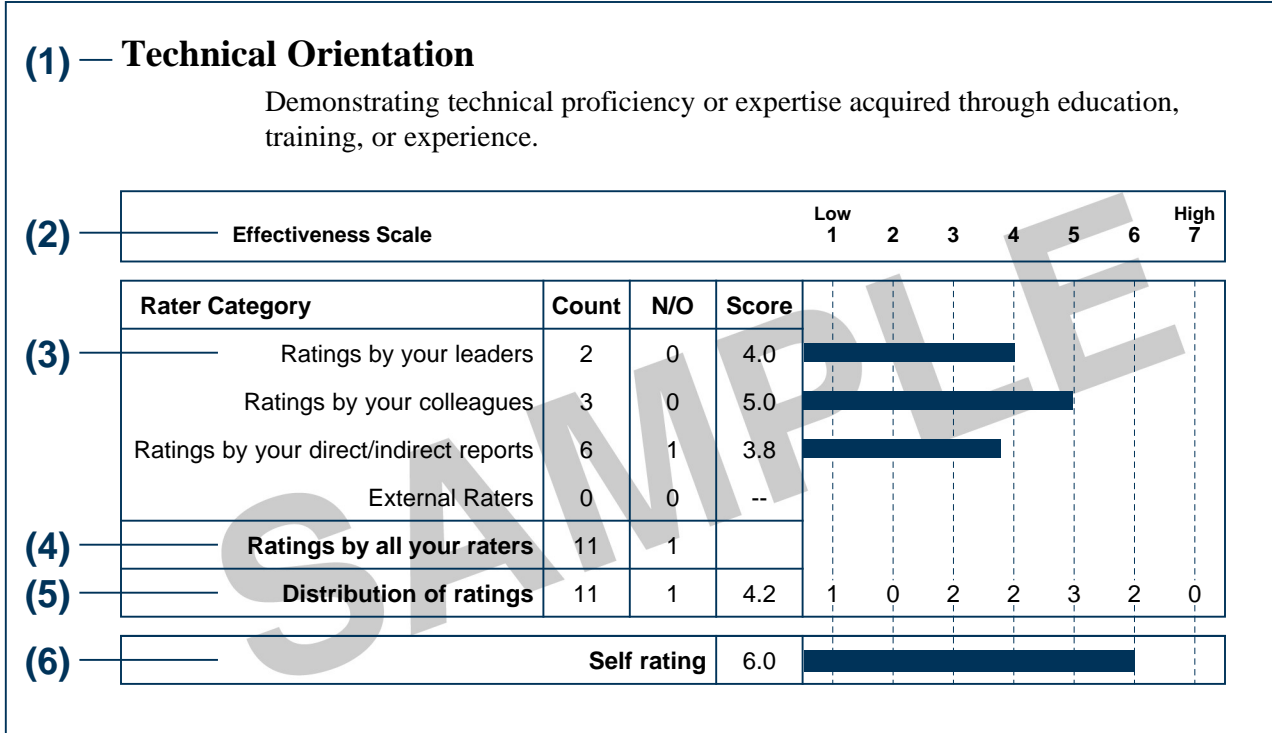 (1) Technical Orientation
Demonstrating technical proficiency or expertise acquired through education,
training, or experience.
Low High
(2) Effectiveness Scale 1 2 3 4 5 6 7
Rater Category Count N/O Score
(3) Ratings by your leaders 2 0 4.0
Ratings by your colleagues 3 0 5.0
Ratings by your direct/indirect reports 6 1 3.8
External Raters 0 0 --
(4) Ratings by all your raters 11 1
(5) Distribution of ratings 11 1 4.2 1 0 2 2 3 2 0
(6) Self rating 6.0
SAMPLE